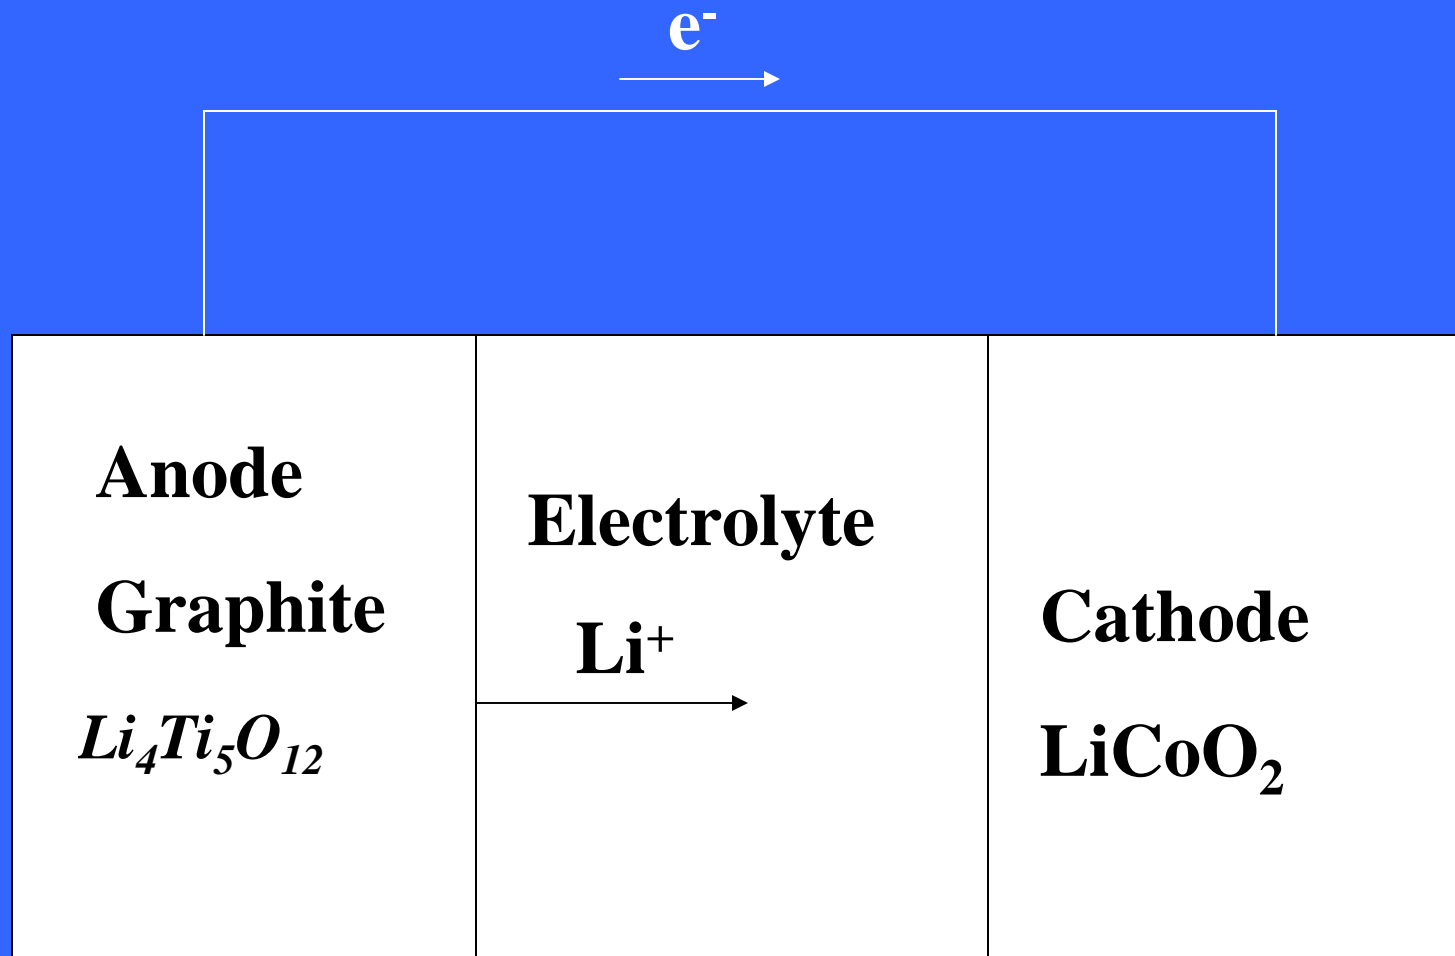 e⁻
Anode
Graphite
Li₄Ti₅O₁₂
Electrolyte
Li⁺
Cathode
LiCoO₂